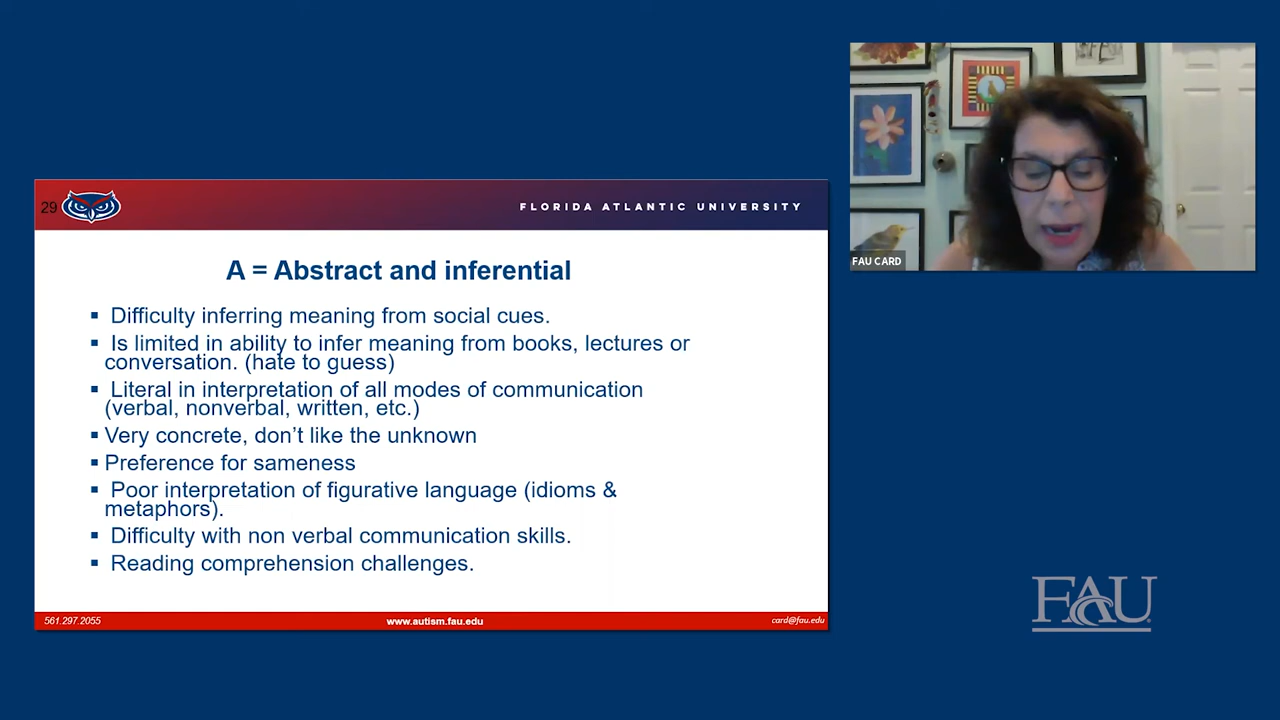 FAU CARD
29
FLORIDA ATLANTIC UNIVERSITY
A = Abstract and inferential
▪ Difficulty inferring meaning from social cues.
▪ Is limited in ability to infer meaning from books, lectures or
conversation. (hate to guess)
▪ Literal in interpretation of all modes of communication
(verbal, nonverbal, written, etc.)
▪ Very concrete, don’t like the unknown
▪ Preference for sameness
▪ Poor interpretation of figurative language (idioms &
metaphors).
▪ Difficulty with non verbal communication skills.
▪ Reading comprehension challenges.
561.297.2055
www.autism.fau.edu
card@fau.edu
FAU